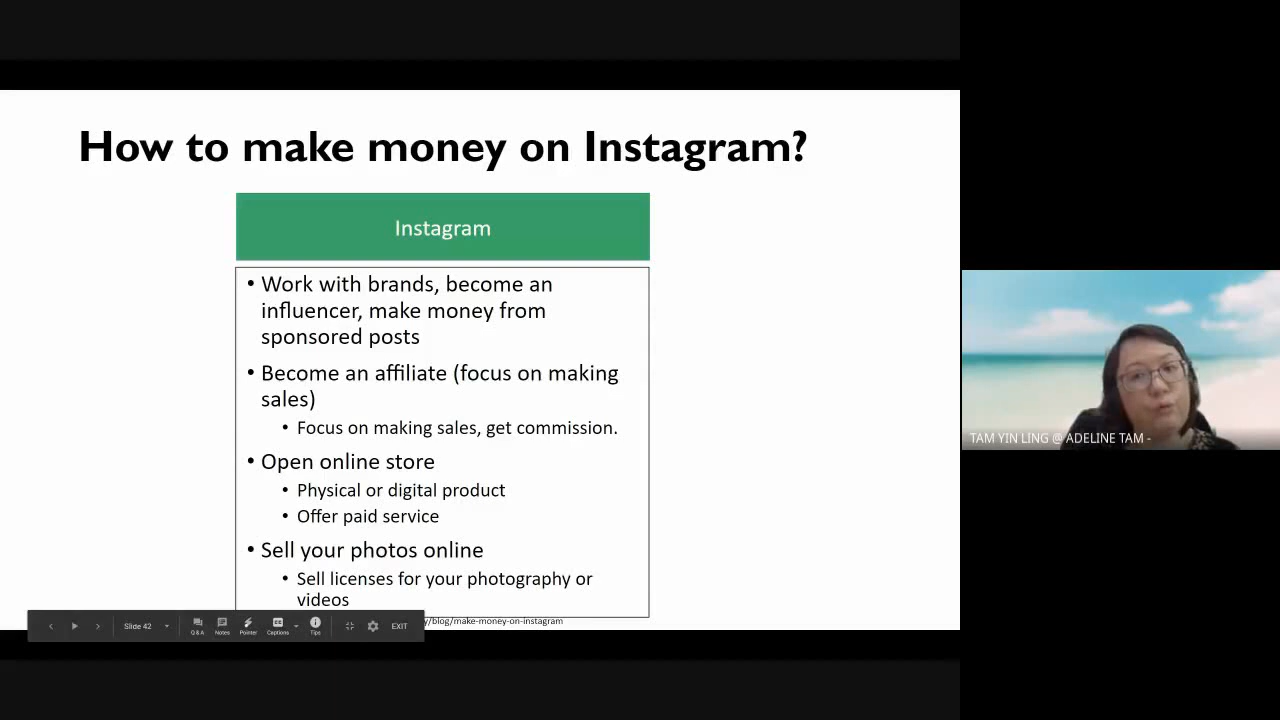 How to make money on Instagram?
Instagram
• Work with brands, become an
influencer, make money from
sponsored posts
• Become an affiliate (focus on making
sales)
• Focus on making sales, get commission.
• Open online store
• Physical or digital product
• Offer paid service
• Sell your photos online
• Sell licenses for your photography or
videos
y/blog/make-money-on-instagram
Slide 42
Q & A
Notes
Pointer
Captions
Tips
EXIT
TAM YIN LING @ ADELINE TAM -